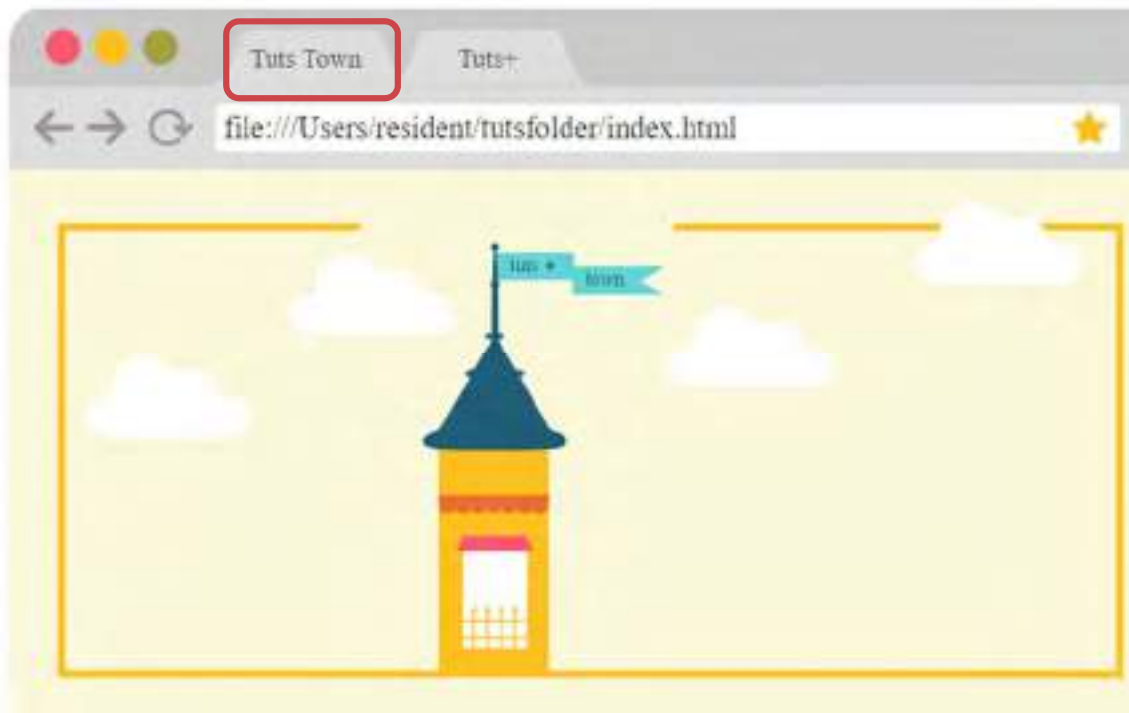 Tuts Town
Tuts+
file:///Users/resident/tutsfolder/index.html
tuts +
town